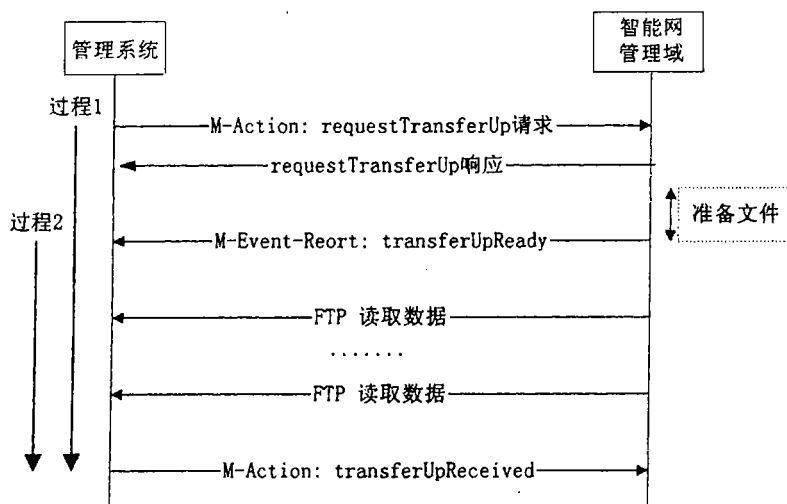 管理系统
智能网
管理域
过程1
M-Action: requestTransferUp请求
requestTransferUp响应
准备文件
过程2
M-Event-Reort: transferUpReady
FTP 读取数据
.......
FTP 读取数据
M-Action: transferUpReceived